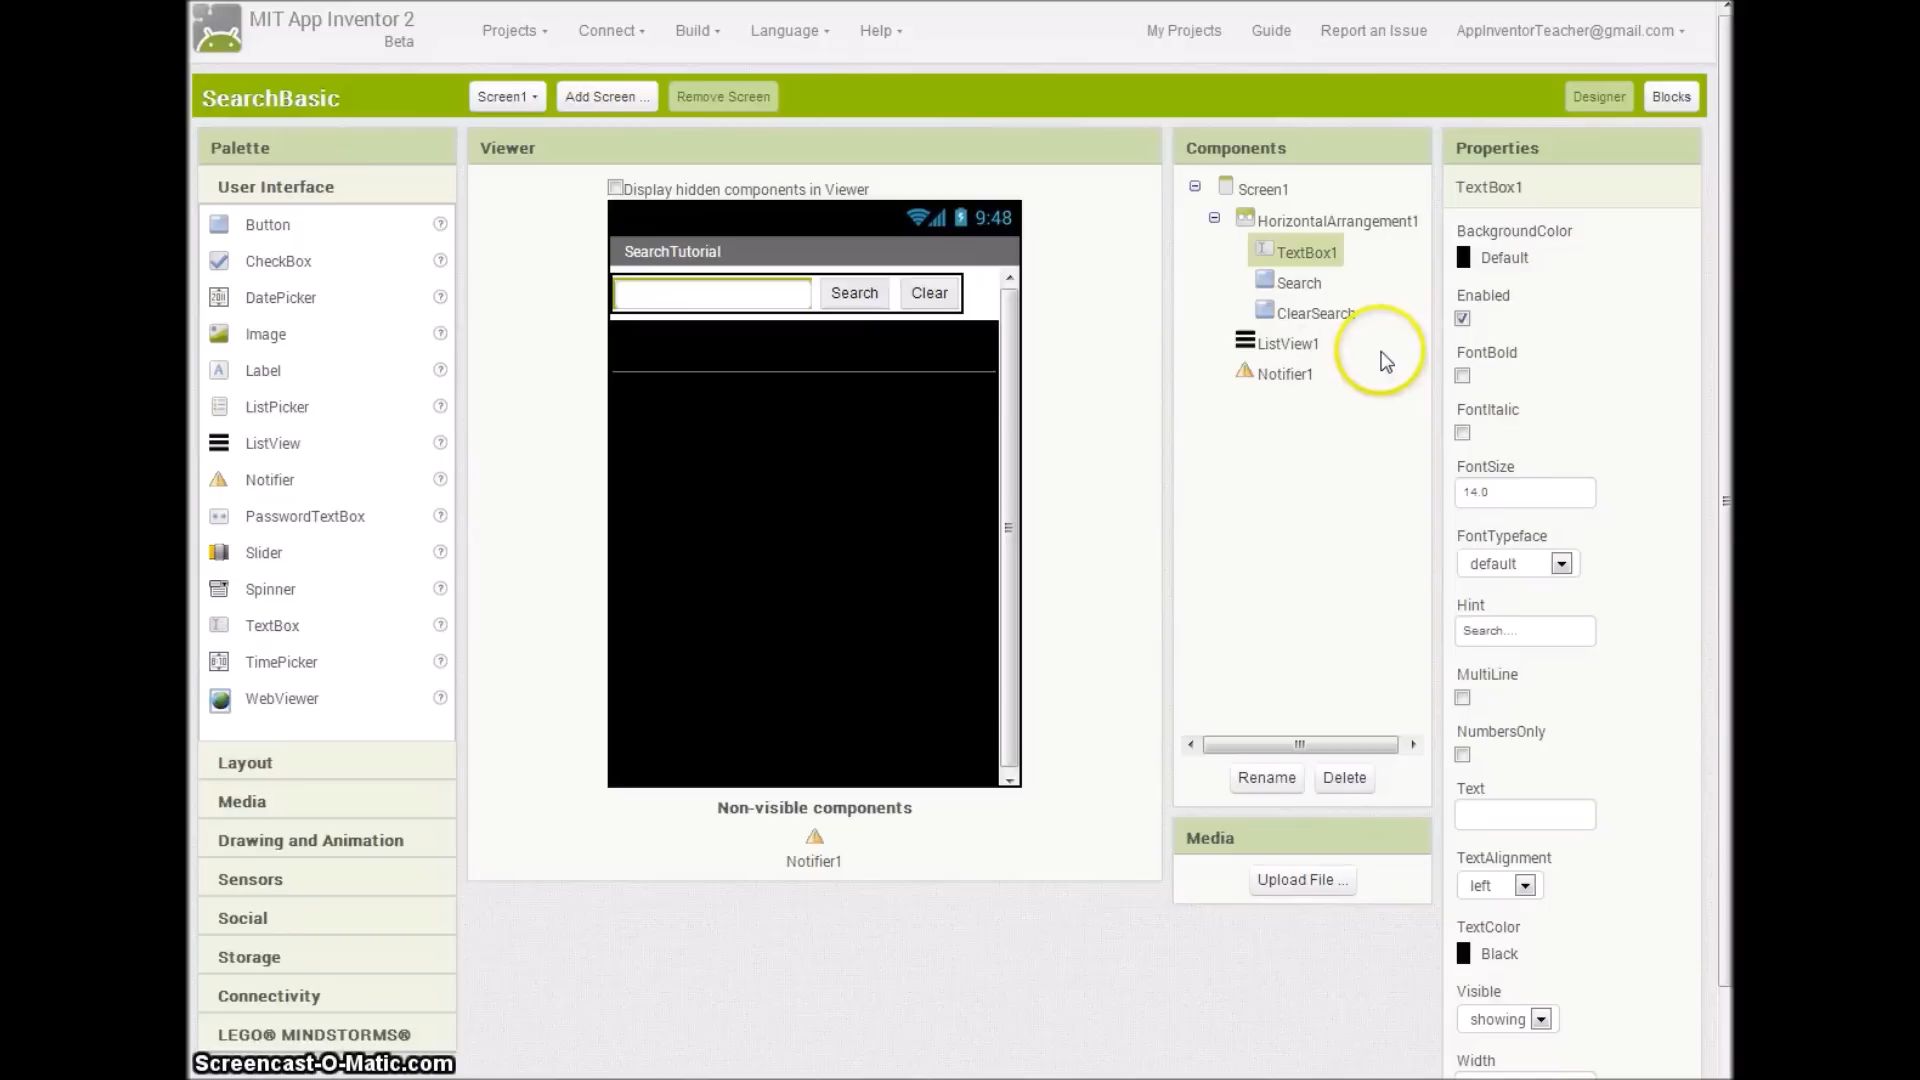 MIT App Inventor 2
Beta
Projects
Connect
Build
Language
Help
My Projects
Guide
Report an Issue
AppInventorTeacher@gmail.com
SearchBasic
Screen1
Add Screen ...
Remove Screen
Designer
Blocks
Palette
User Interface
Button
CheckBox
DatePicker
Image
Label
ListPicker
ListView
Notifier
PasswordTextBox
Slider
Spinner
TextBox
TimePicker
WebViewer
Layout
Media
Drawing and Animation
Sensors
Social
Storage
Connectivity
LEGO® MINDSTORMS®
Screencast-O-Matic.com
Viewer
Display hidden components in Viewer
9:48
SearchTutorial
Search
Clear
Non-visible components
Notifier1
Components
Screen1
HorizontalArrangement1
TextBox1
Search
ClearSearch
ListView1
Notifier1
Rename
Delete
Media
Upload File ...
Properties
TextBox1
BackgroundColor
Default
Enabled
FontBold
FontItalic
FontSize
14.0
FontTypeface
default
Hint
Search....
MultiLine
NumbersOnly
Text
TextAlignment
left
TextColor
Black
Visible
showing
Width